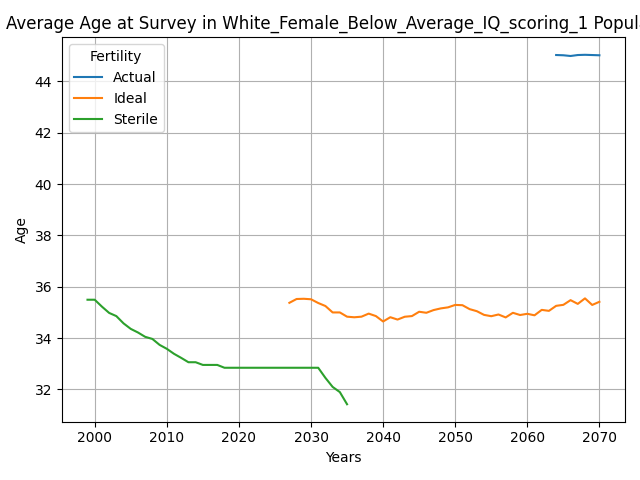 Average Age at Survey in White_Female_Below_Average_IQ_scoring_1 Popul
Fertility
Actual
Ideal
Sterile
Age
44
42
40
38
36
34
32
2000 2010 2020 2030 2040 2050 2060 2070
Years